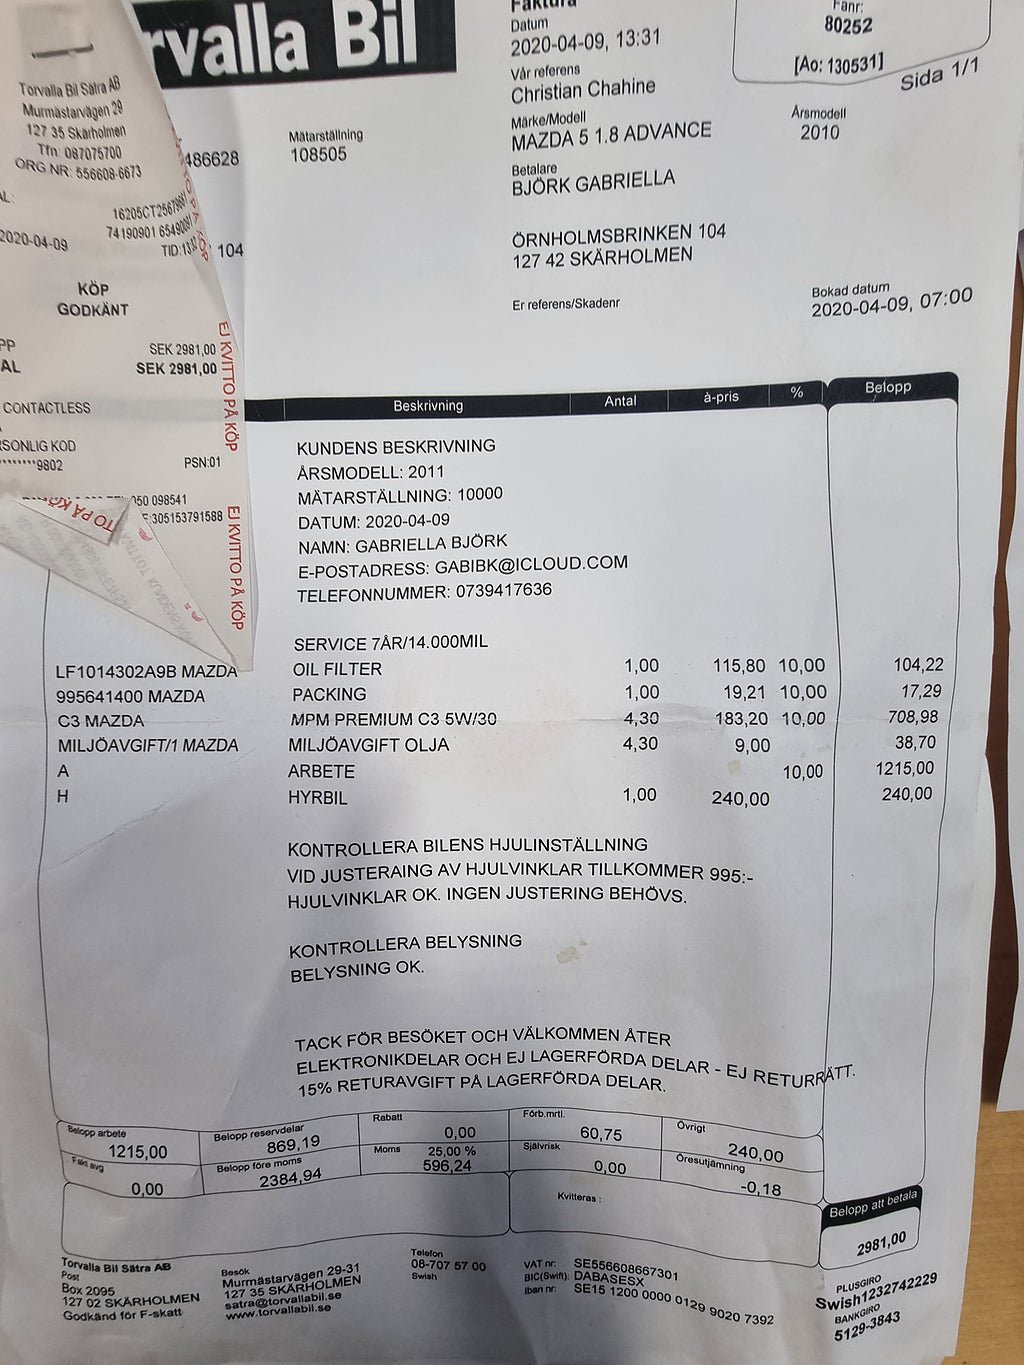 Torvalla Bil Sätra AB
Murmästarvägen 29
127 35 Skärholmen
Tfn: 087075700
ORG.NR: 556608-6673
74190901
2020-04-09
KÖP
GODKÄNT
SEK 2981,00
SEK 2981,00
CONTACTLESS
********9802
PSN:01
050 098541
305153791588
EJ KVITTO PÅ KÖP
EJ KVITTO PÅ KÖP
rvalla Bil
Faktura
Datum
2020-04-09, 13:31
Vår referens
Christian Chahine
Märke/Modell
MAZDA 5 1.8 ADVANCE
Betalare
BJÖRK GABRIELLA
ÖRNHOLMSBRINKEN 104
127 42 SKÄRHOLMEN
Er referens/Skadenr
Fanr:
80252
[Ao: 130531]
Sida 1/1
Årsmodell
2010
Bokad datum
2020-04-09, 07:00
486628
Mätarställning
108505
104
Beskrivning Antal à-pris % Belopp
KUNDENS BESKRIVNING
ÅRSMODELL: 2011
MÄTARSTÄLLNING: 10000
DATUM: 2020-04-09
NAMN: GABRIELLA BJÖRK
E-POSTADRESS: GABIBK@ICLOUD.COM
TELEFONNUMMER: 0739417636
SERVICE 7ÅR/14.000MIL
LF1014302A9B MAZDA OIL FILTER 1,00 115,80 10,00 104,22
995641400 MAZDA PACKING 1,00 19,21 10,00 17,29
C3 MAZDA MPM PREMIUM C3 5W/30 4,30 183,20 10,00 708,98
MILJÖAVGIFT/1 MAZDA MILJÖAVGIFT OLJA 4,30 9,00 38,70
A ARBETE 10,00 1215,00
H HYRBIL 1,00 240,00 240,00
KONTROLLERA BILENS HJULINSTÄLLNING
VID JUSTERAING AV HJULVINKLAR TILLKOMMER 995:-
HJULVINKLAR OK. INGEN JUSTERING BEHÖVS.
KONTROLLERA BELYSNING
BELYSNING OK.
TACK FÖR BESÖKET OCH VÄLKOMMEN ÅTER
ELEKTRONIKDELAR OCH EJ LAGERFÖRDA DELAR - EJ RETURRÄTT.
15% RETURAVGIFT PÅ LAGERFÖRDA DELAR.
Belopp arbete Belopp reservdelar Rabatt Förb.mtrl. Övrigt
1215,00 869,19 0,00 60,75 240,00
Fakt avg Belopp före moms Moms 25,00 % Självrisk Öresutjämning
0,00 2384,94 596,24 0,00 -0,18
Kvitteras :
Belopp att betala
2981,00
Torvalla Bil Sätra AB
Post
Box 2095
127 02 SKÄRHOLMEN
Godkänd för F-skatt
Besök
Murmästarvägen 29-31
127 35 SKÄRHOLMEN
satra@torvallabil.se
www.torvallabil.se
Telefon
08-707 57 00
Swish
VAT nr: SE556608667301
BIC(Swift): DABASESX
Iban nr: SE15 1200 0000 0129 9020 7392
PLUSGIRO
Swish1232742229
BANKGIRO
5129-3843